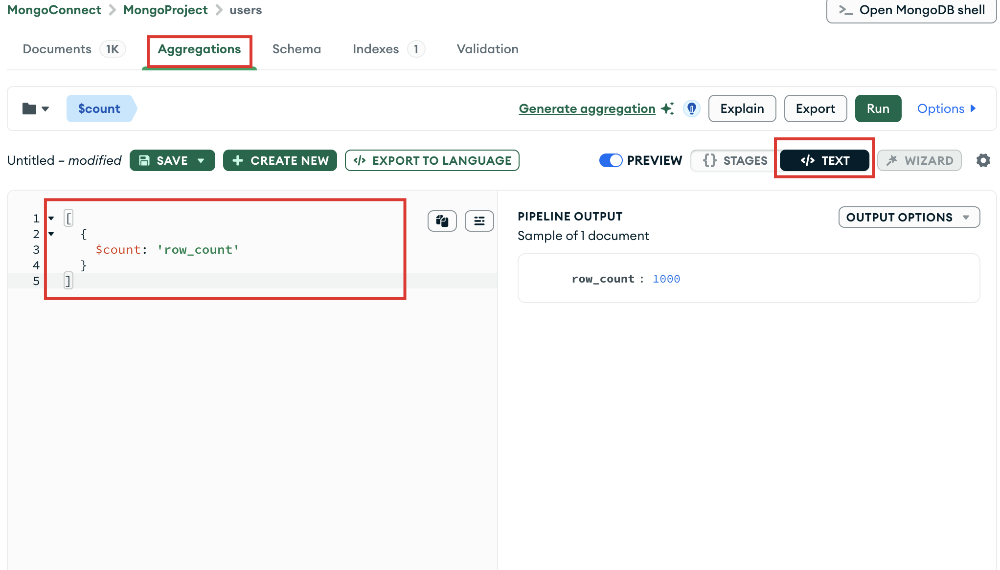 MongoConnect > MongoProject > users
>_ Open MongoDB shell
Documents 1K Aggregations Schema Indexes 1 Validation
$count Generate aggregation Explain Export Run Options
Untitled – modified SAVE + CREATE NEW </> EXPORT TO LANGUAGE PREVIEW {} STAGES </> TEXT WIZARD
1 [
2 {
3 $count: 'row_count'
4 }
5 ]
PIPELINE OUTPUT
OUTPUT OPTIONS
Sample of 1 document
row_count : 1000